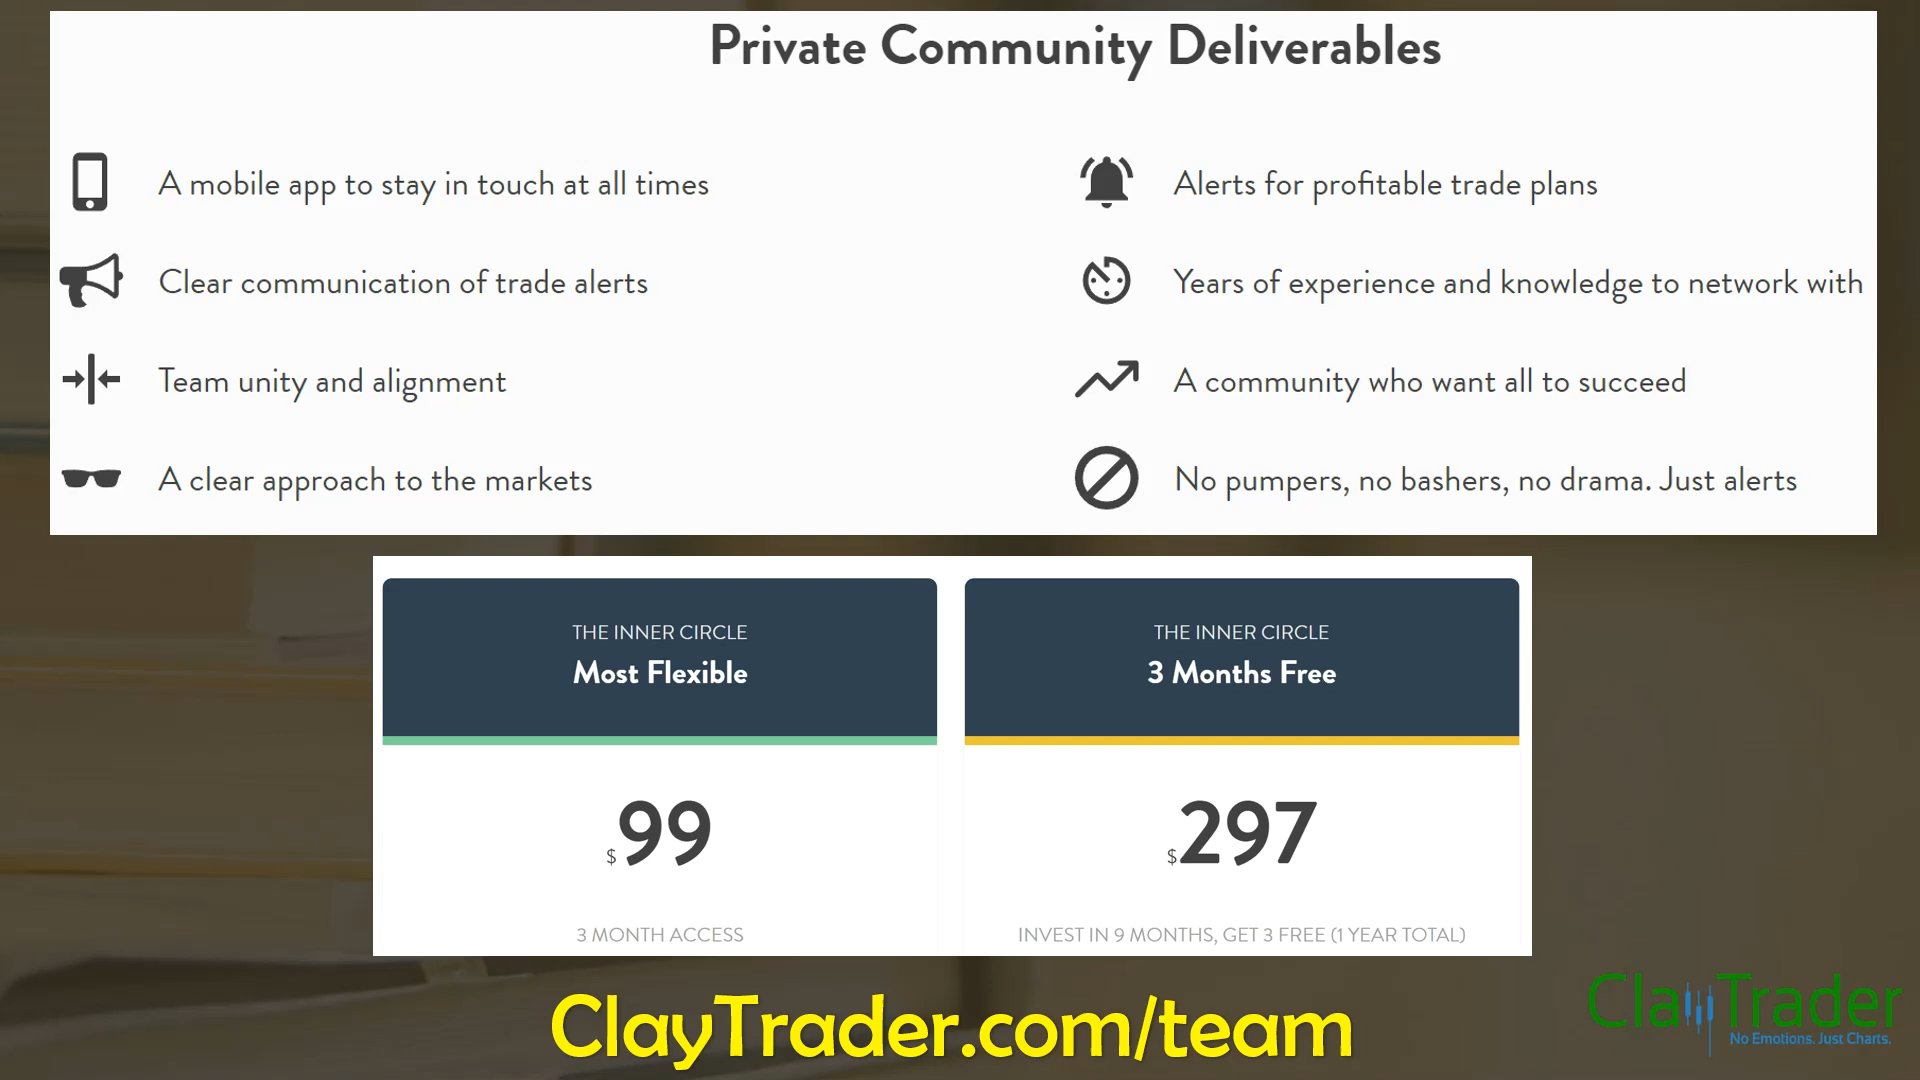 Private Community Deliverables
A mobile app to stay in touch at all times
Alerts for profitable trade plans
Clear communication of trade alerts
Years of experience and knowledge to network with
Team unity and alignment
A community who want all to succeed
A clear approach to the markets
No pumpers, no bashers, no drama. Just alerts
THE INNER CIRCLE
Most Flexible
$99
3 MONTH ACCESS
THE INNER CIRCLE
3 Months Free
$297
INVEST IN 9 MONTHS, GET 3 FREE (1 YEAR TOTAL)
ClayTrader.com/team
ClayTrader
No Emotions. Just Charts.